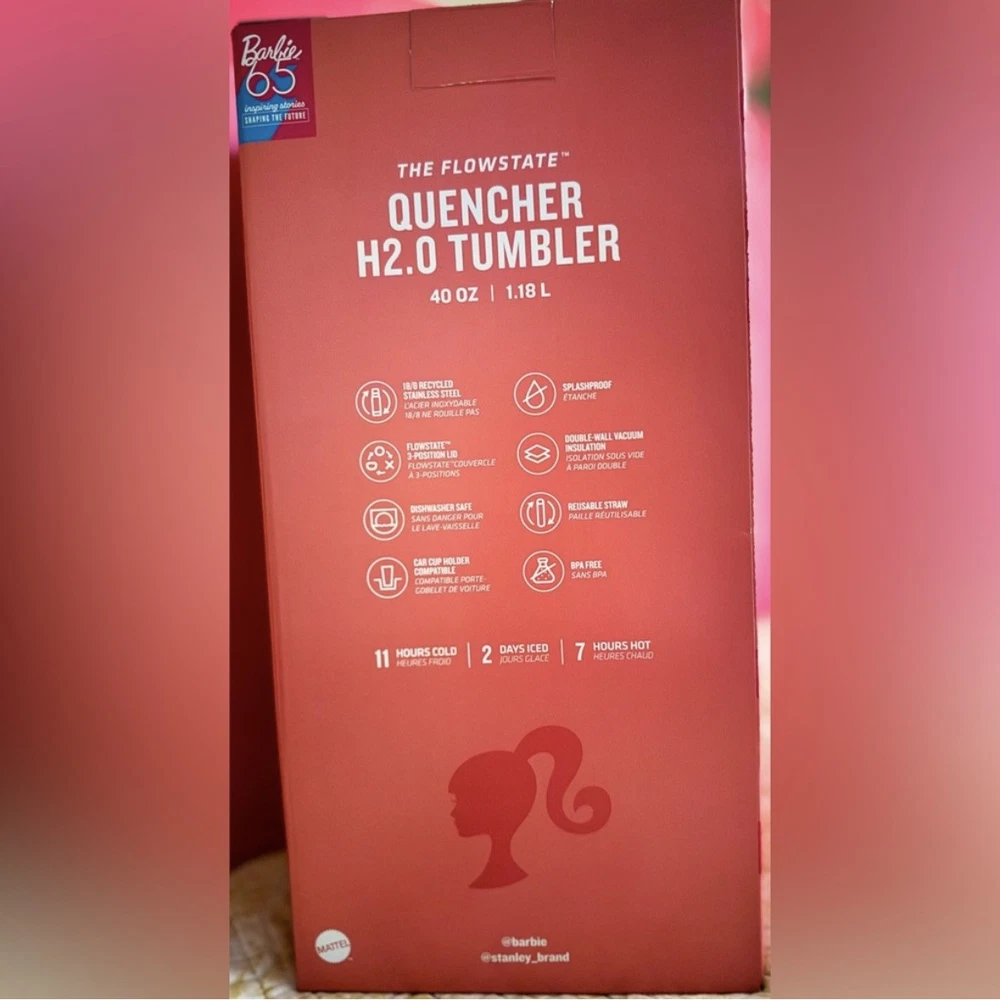 Barbie
65
inspiring stories
SHAPING THE FUTURE
THE FLOWSTATE™
QUENCHER
H2.0 TUMBLER
40 OZ | 1.18 L
18/8 RECYCLED
STAINLESS STEEL
L'ACIER INOXYDABLE
18/8 NE ROUILLE PAS
SPLASHPROOF
ÉTANCHE
FLOWSTATE™
3-POSITION LID
FLOWSTATE™COUVERCLE
À 3-POSITIONS
DOUBLE-WALL VACUUM
INSULATION
ISOLATION SOUS VIDE
À PAROI DOUBLE
DISHWASHER SAFE
SANS DANGER POUR
LE LAVE-VAISSELLE
REUSABLE STRAW
PAILLE RÉUTILISABLE
CAR CUP HOLDER
COMPATIBLE
COMPATIBLE PORTE-
GOBELET DE VOITURE
BPA FREE
SANS BPA
11 HOURS COLD
HEURES FROID
2 DAYS ICED
JOURS GLACE
7 HOURS HOT
HEURES CHAUD
MATTEL
@barbie
@stanley_brand